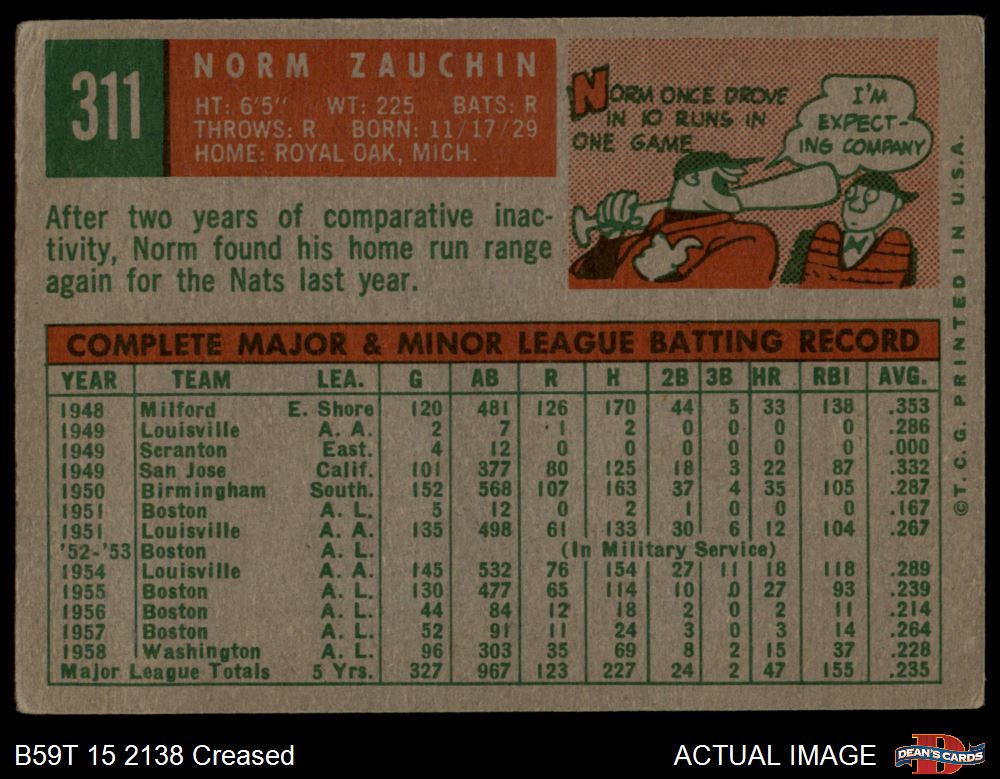 311
NORM ZAUCHIN
HT: 6'5" WT: 225 BATS: R
THROWS: R BORN: 11/17/29
HOME: ROYAL OAK, MICH.
NORM ONCE DROVE
IN 10 RUNS IN
ONE GAME
I'M
EXPECT-
ING COMPANY
After two years of comparative inac-
tivity, Norm found his home run range
again for the Nats last year.
COMPLETE MAJOR & MINOR LEAGUE BATTING RECORD
YEAR TEAM LEA. G AB R H 2B 3B HR RBI AVG.
1948 Milford E. Shore 120 481 126 170 44 5 33 138 .353
1949 Louisville A. A. 2 7 1 2 0 0 0 0 .286
1949 Scranton East. 4 12 0 0 0 0 0 0 .000
1949 San Jose Calif. 101 377 80 125 18 3 22 87 .332
1950 Birmingham South. 152 568 107 163 37 4 35 105 .287
1951 Boston A. L. 5 12 0 2 1 0 0 0 .167
1951 Louisville A. A. 135 498 61 133 30 6 12 104 .267
'52-'53 Boston A. L. (In Military Service)
1954 Louisville A. A. 145 532 76 154 27 11 18 118 .289
1955 Boston A. L. 130 477 65 114 10 0 27 93 .239
1956 Boston A. L. 44 84 12 18 2 0 2 11 .214
1957 Boston A. L. 52 91 11 24 3 0 3 14 .264
1958 Washington A. L. 96 303 35 69 8 2 15 37 .228
Major League Totals 5 Yrs. 327 967 123 227 24 2 47 155 .235
©T. C. G. PRINTED IN U.S.A.
B59T 15 2138 Creased
ACTUAL IMAGE
D
DEAN'S CARDS